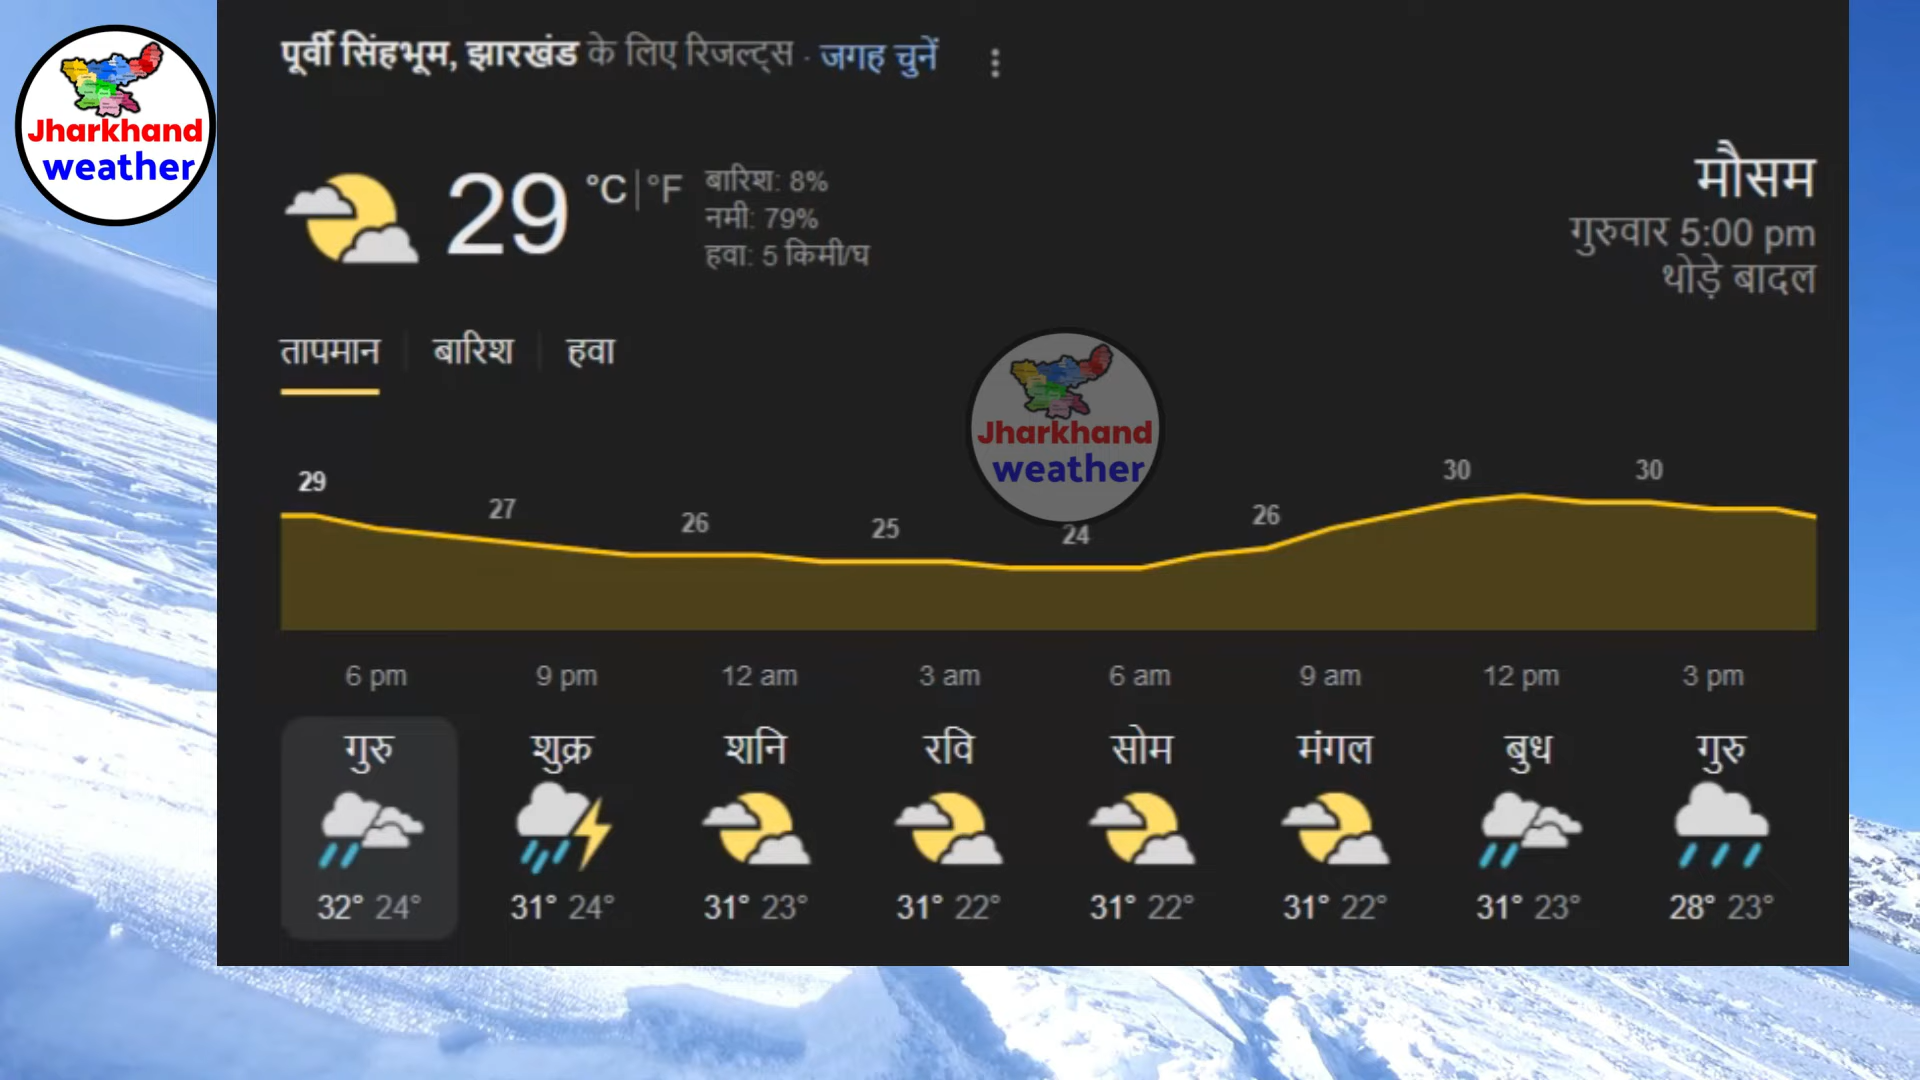 Jharkhand
weather
पूर्वी सिंहभूम, झारखंड के लिए रिजल्ट्स · जगह चुनें
29 °C | °F
बारिश: 8%
नमी: 79%
हवा: 5 किमी/घ
मौसम
गुरुवार 5:00 pm
थोड़े बादल
तापमान बारिश हवा
Jharkhand
weather
29 27 26 25 24 26 30 30
6 pm 9 pm 12 am 3 am 6 am 9 am 12 pm 3 pm
गुरु शुक्र शनि रवि सोम मंगल बुध गुरु
32° 24° 31° 24° 31° 23° 31° 22° 31° 22° 31° 22° 31° 23° 28° 23°